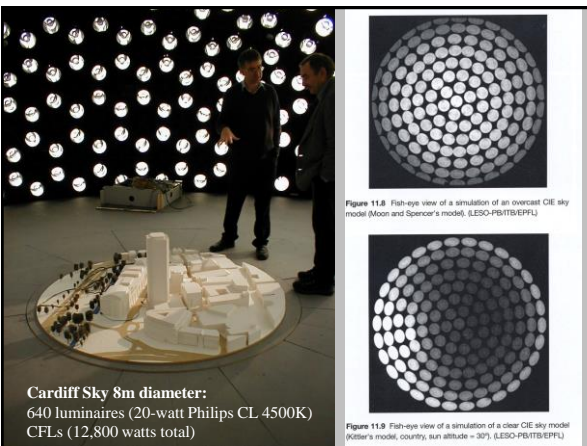 Cardiff Sky 8m diameter:
640 luminaires (20-watt Philips CL 4500K)
CFLs (12,800 watts total)
Figure 11.8 Fish-eye view of a simulation of an overcast CIE sky
model (Moon and Spencer's model). (LESO-PB/ITB/EPFL)
Figure 11.9 Fish-eye view of a simulation of a clear CIE sky model
(Kittler's model, country, sun altitude = 30°). (LESO-PB/ITB/EPFL)